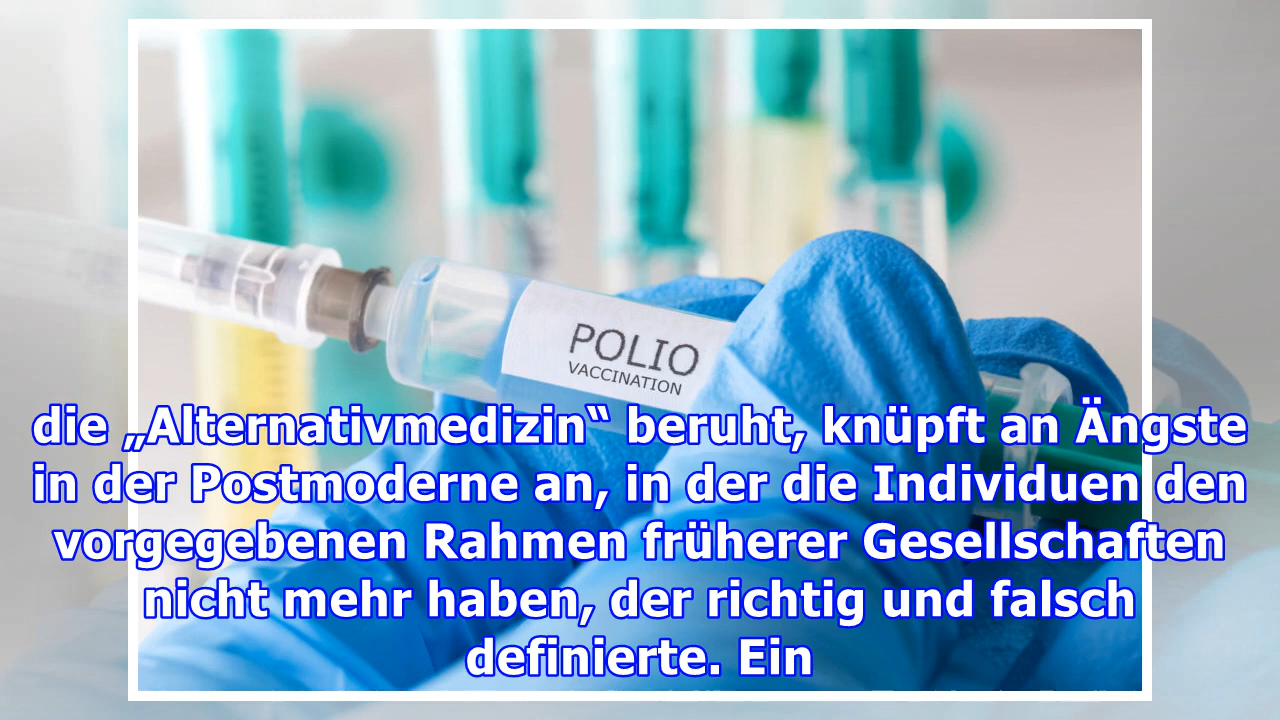 POLIO
VACCINATION
die „Alternativmedizin“ beruht, knüpft an Ängste
in der Postmoderne an, in der die Individuen den
vorgegebenen Rahmen früherer Gesellschaften
nicht mehr haben, der richtig und falsch
definierte. Ein